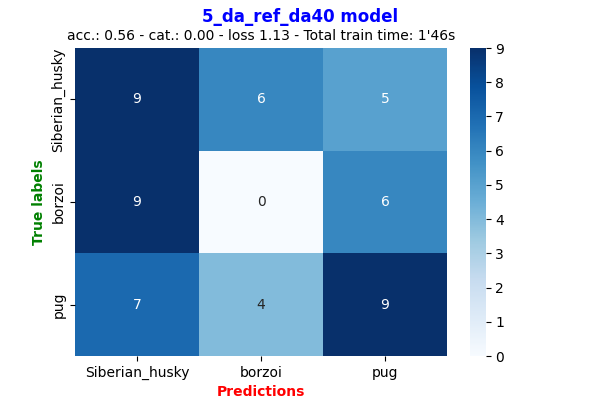 5_da_ref_da40 model
acc.: 0.56 - cat.: 0.00 - loss 1.13 - Total train time: 1'46s
True labels
Siberian_husky
9 6 5
borzoi
9 0 6
pug
7 4 9
Siberian_husky borzoi pug
Predictions
9
8
7
6
5
4
3
2
1
0